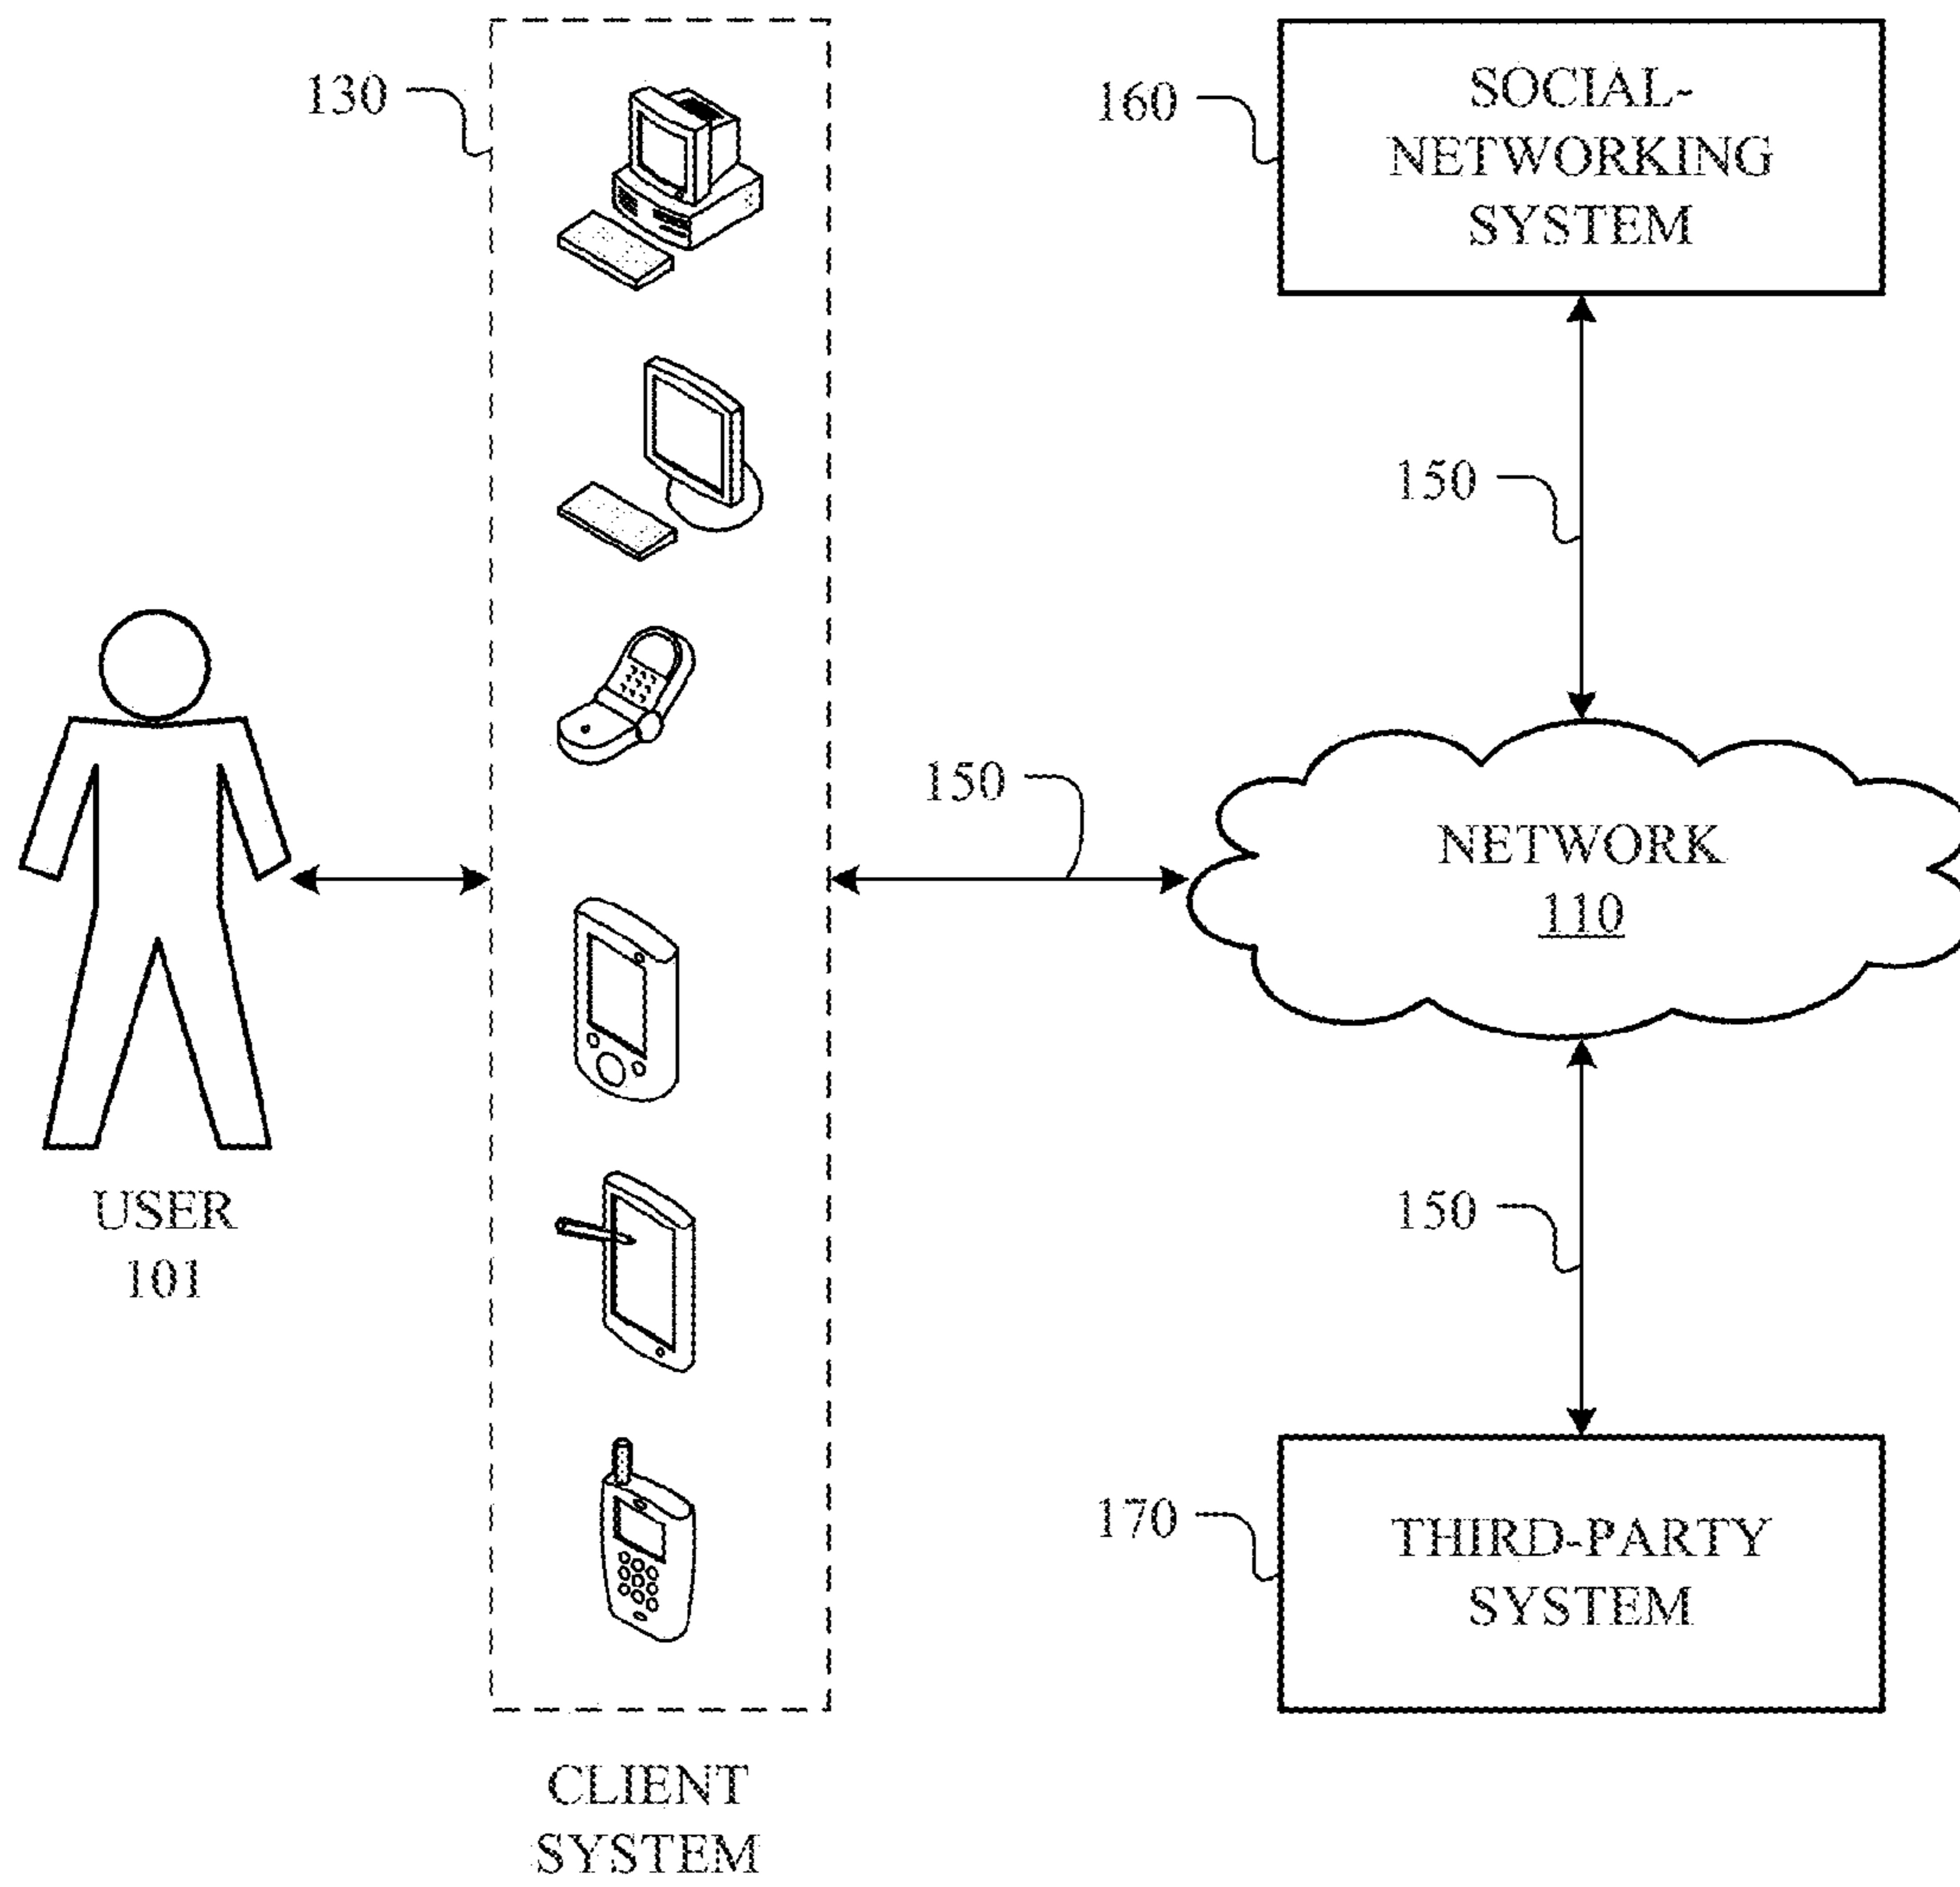 130
160
SOCIAL-
NETWORKING
SYSTEM
150
150
NETWORK
110
USER
101
150
170
THIRD-PARTY
SYSTEM
CLIENT
SYSTEM